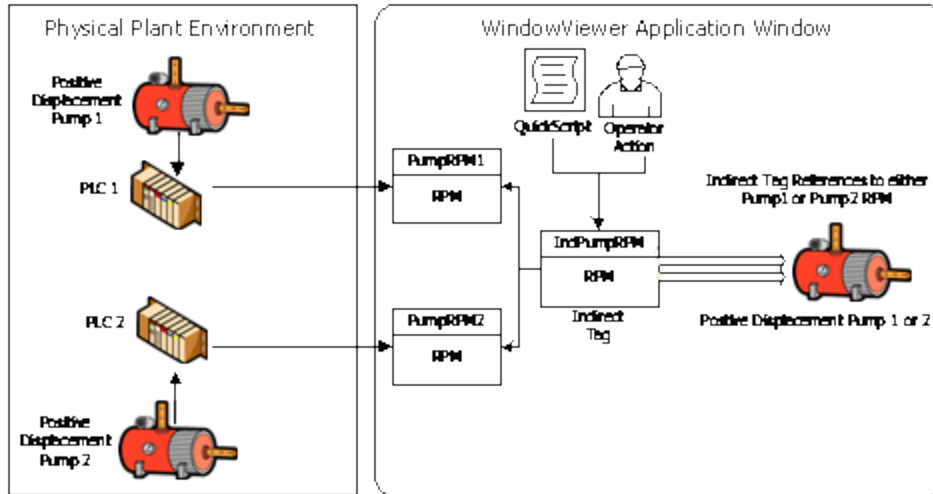 Physical Plant Environment
Positive
Displacement
Pump 1
PLC 1
PLC 2
Positive
Displacement
Pump 2
WindowViewer Application Window
QuickScript
Operator
Action
PumpRPM1
RPM
IndPumpRPM
RPM
Indirect
Tag
PumpRPM2
RPM
Indirect Tag References to either
Pump1 or Pump2 RPM
Positive Displacement Pump 1 or 2